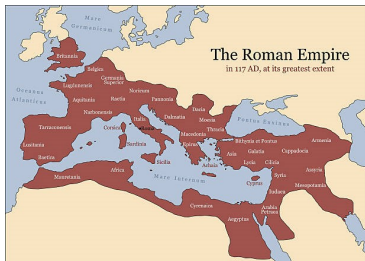 The Roman Empire
in 117 AD, at its greatest extent
Mare
Germanicum
Oceanus
Atlanticus
Britannia
Belgica
Germania
Superior
Lugdunensis
Noricum
Aquitania
Raetia
Pannonia
Narbonensis
Dacia
Italia
Dalmatia
Moesia
Pontus Euxinus
Tarraconensis
Corsica
Rome
Thracia
Macedonia
Bithynia et Pontus
Armenia
Lusitania
Sardinia
Epirus
Asia
Galatia
Cappadocia
Baetica
Sicilia
Achaia
Lycia
Cilicia
Assyria
Mauretania
Africa
Mare Internum
Cyprus
Syria
Mesopotamia
Iudaea
Cyrenaica
Aegyptus
Arabia
Petraea